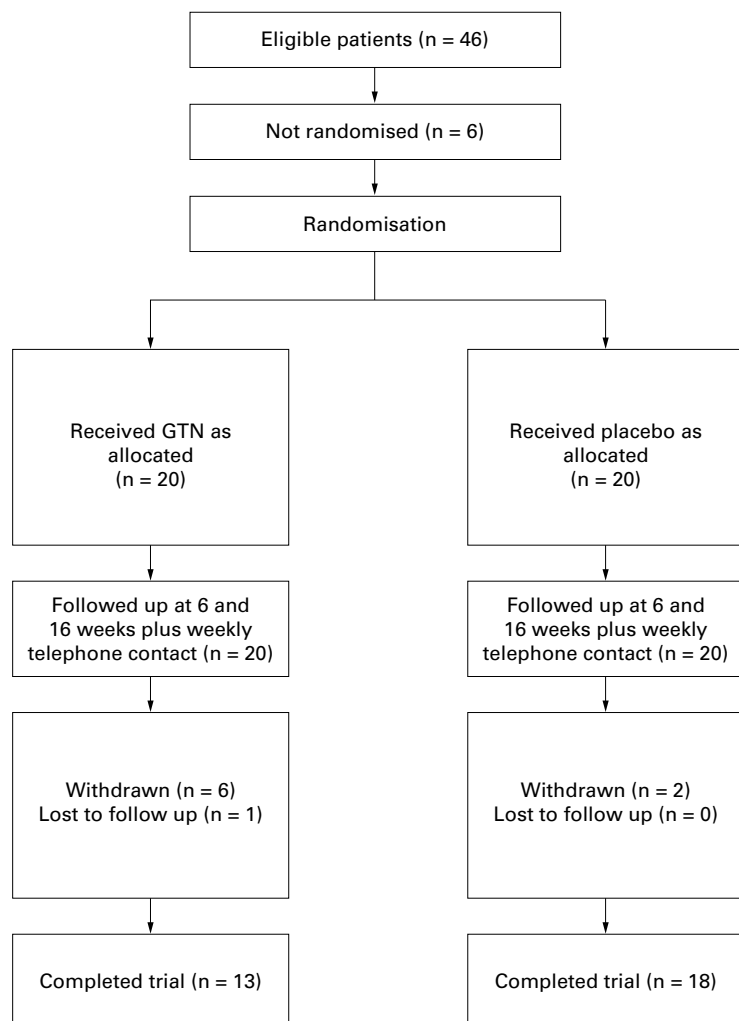 Eligible patients (n = 46)
Not randomised (n = 6)
Randomisation
Received GTN as
allocated
(n = 20)
Received placebo as
allocated
(n = 20)
Followed up at 6 and
16 weeks plus weekly
telephone contact (n = 20)
Followed up at 6 and
16 weeks plus weekly
telephone contact (n = 20)
Withdrawn (n = 6)
Lost to follow up (n = 1)
Withdrawn (n = 2)
Lost to follow up (n = 0)
Completed trial (n = 13)
Completed trial (n = 18)